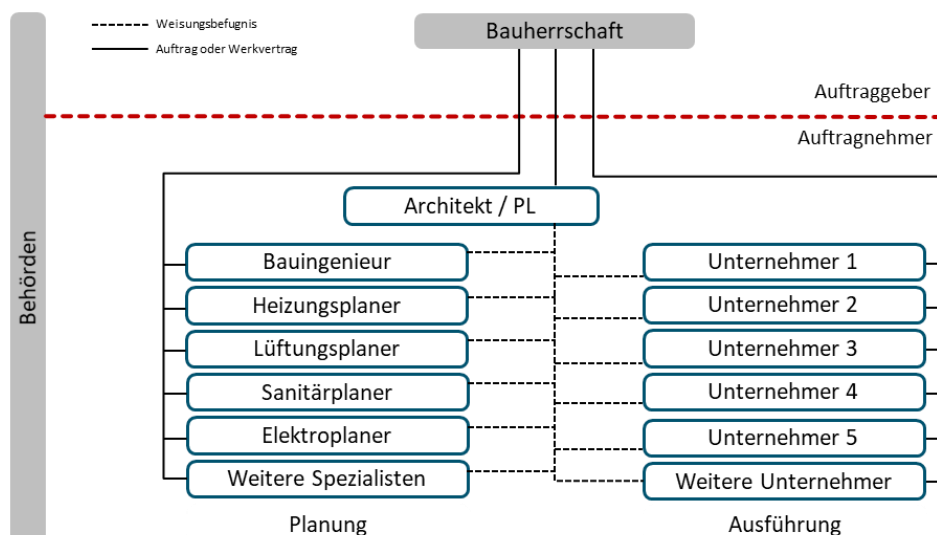 Weisungsbefugnis
Auftrag oder Werkvertrag
Bauherrschaft
Auftraggeber
Auftragnehmer
Behörden
Architekt / PL
Bauingenieur
Unternehmer 1
Heizungsplaner
Unternehmer 2
Lüftungsplaner
Unternehmer 3
Sanitärplaner
Unternehmer 4
Elektroplaner
Unternehmer 5
Weitere Spezialisten
Weitere Unternehmer
Planung
Ausführung